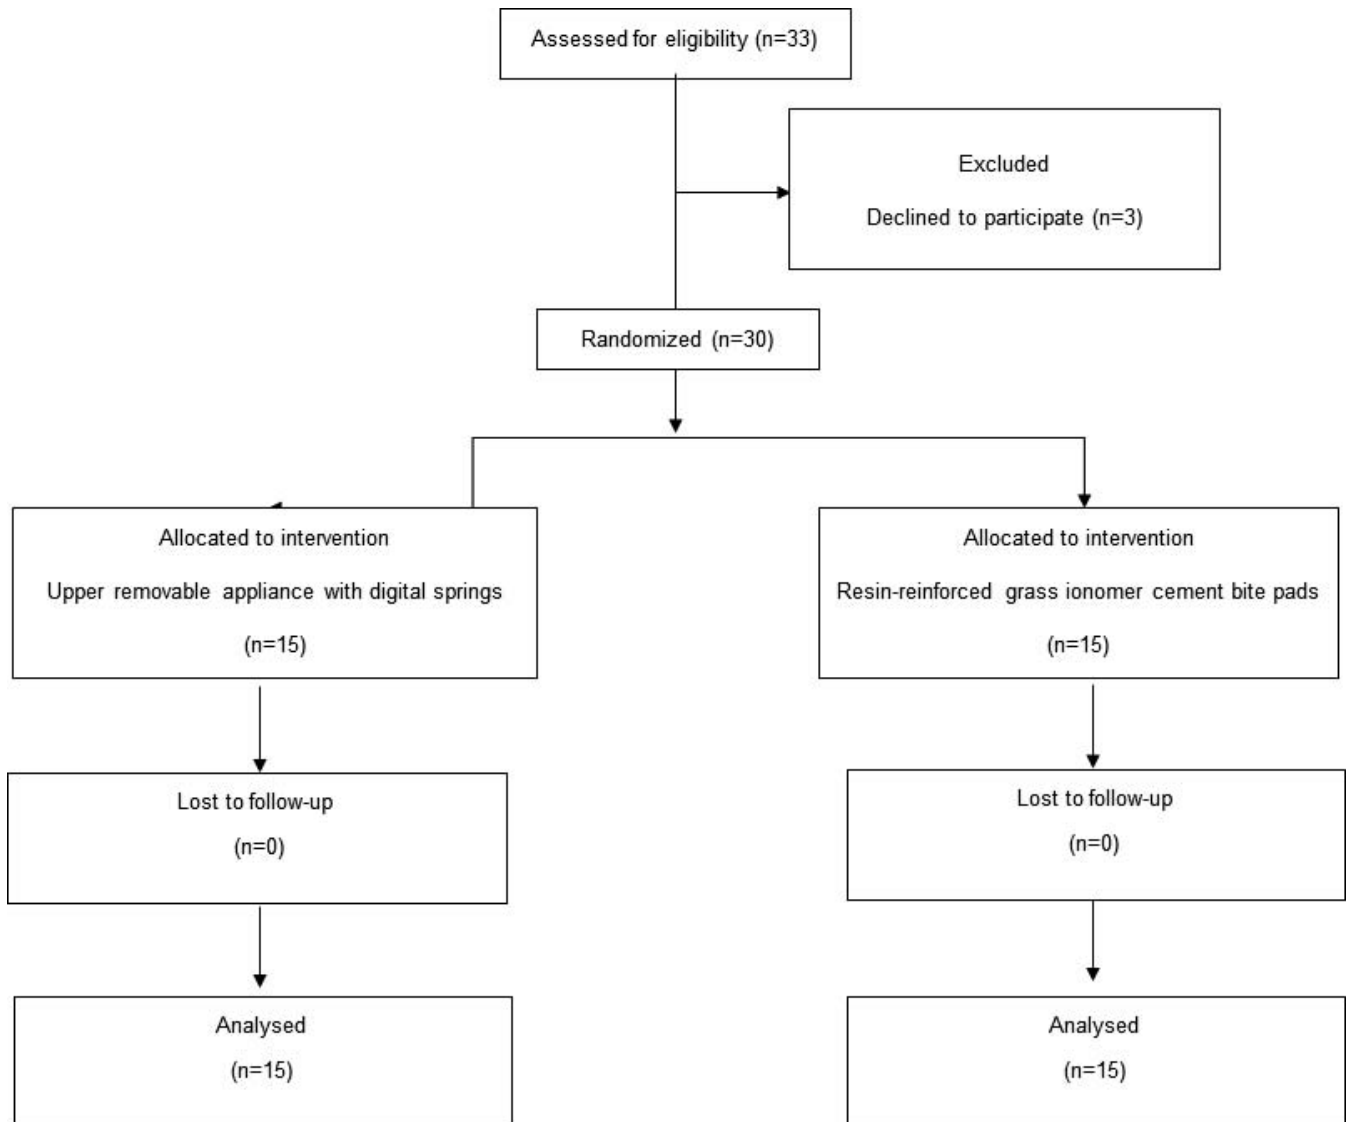 Assessed for eligibility (n=33)
Excluded
Declined to participate (n=3)
Randomized (n=30)
Allocated to intervention
Upper removable appliance with digital springs
(n=15)
Allocated to intervention
Resin-reinforced grass ionomer cement bite pads
(n=15)
Lost to follow-up
(n=0)
Lost to follow-up
(n=0)
Analysed
(n=15)
Analysed
(n=15)